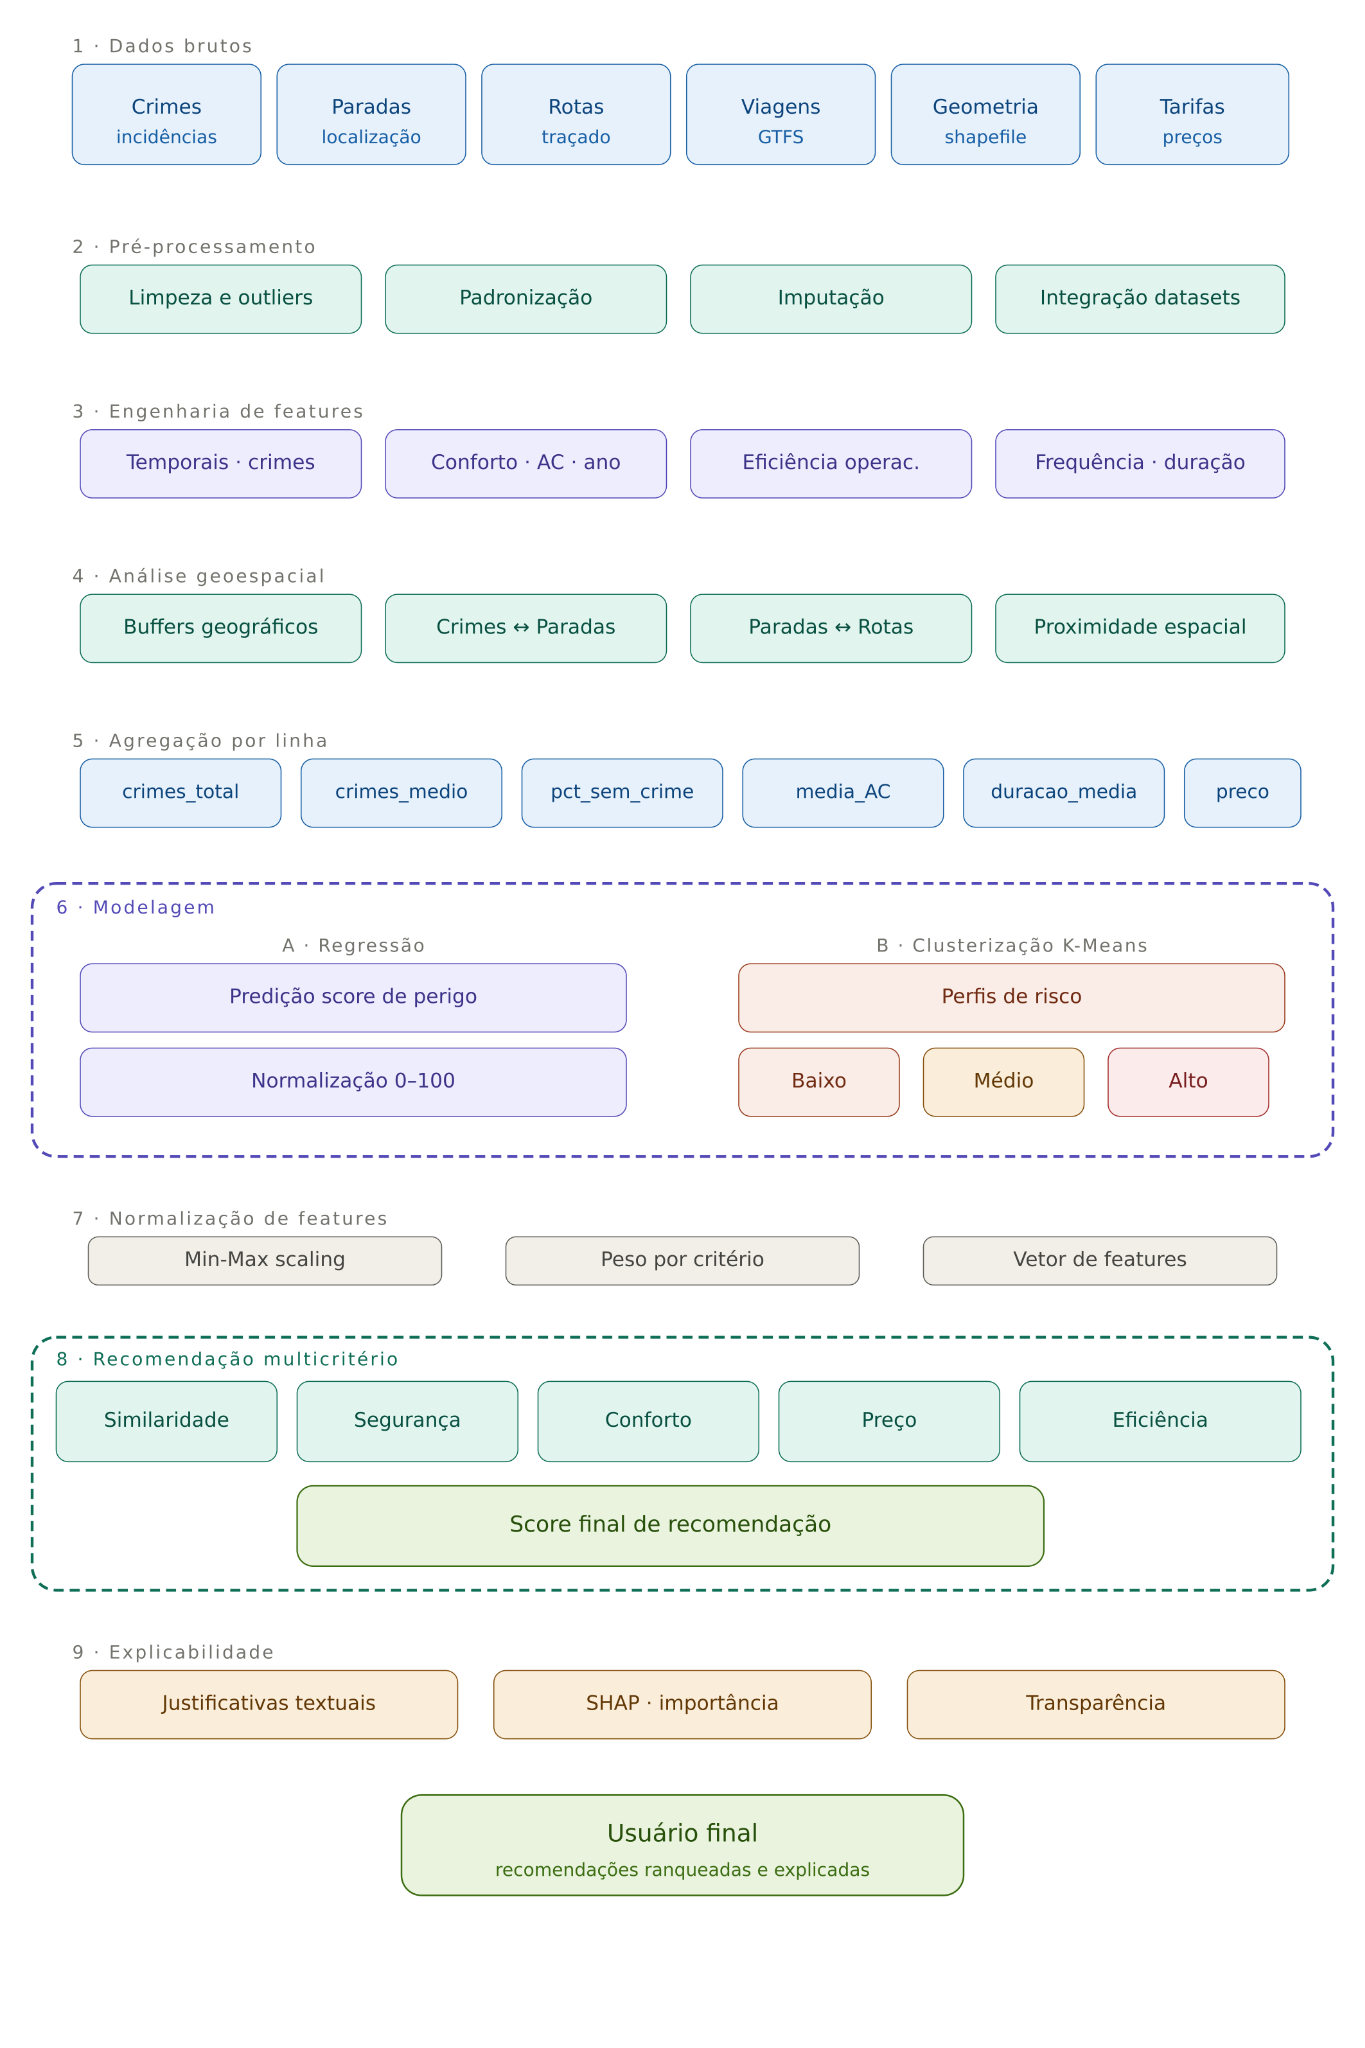 1 · Dados brutos
Crimes
incidências
Paradas
localização
Rotas
traçado
Viagens
GTFS
Geometria
shapefile
Tarifas
preços
2 · Pré-processamento
Limpeza e outliers
Padronização
Imputação
Integração datasets
3 · Engenharia de features
Temporais · crimes
Conforto · AC · ano
Eficiência operac.
Frequência · duração
4 · Análise geoespacial
Buffers geográficos
Crimes ↔ Paradas
Paradas ↔ Rotas
Proximidade espacial
5 · Agregação por linha
crimes_total
crimes_medio
pct_sem_crime
media_AC
duracao_media
preco
6 · Modelagem
A · Regressão
Predição score de perigo
Normalização 0–100
B · Clusterização K-Means
Perfis de risco
Baixo
Médio
Alto
7 · Normalização de features
Min-Max scaling
Peso por critério
Vetor de features
8 · Recomendação multicritério
Similaridade
Segurança
Conforto
Preço
Eficiência
Score final de recomendação
9 · Explicabilidade
Justificativas textuais
SHAP · importância
Transparência
Usuário final
recomendações ranqueadas e explicadas